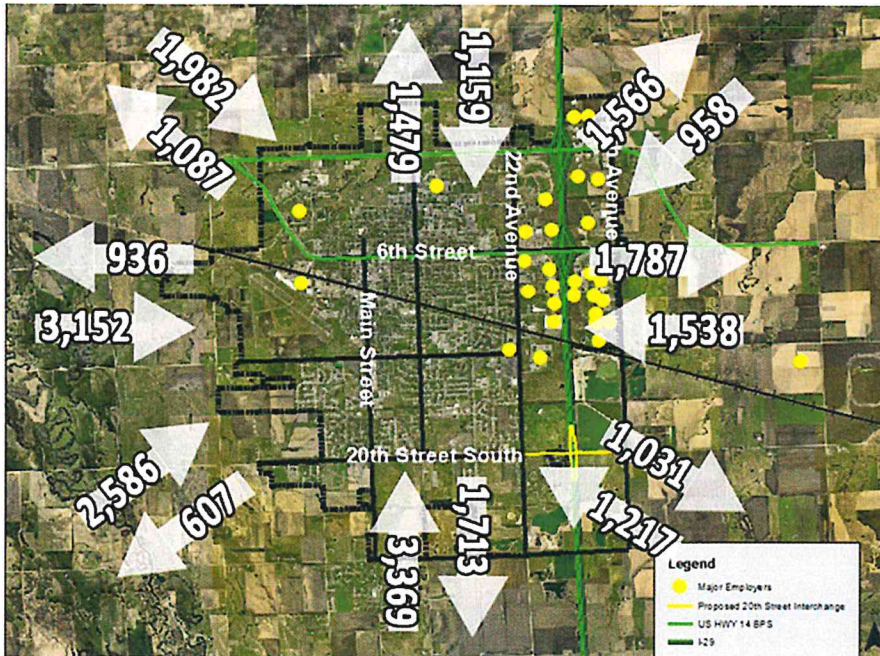 1,982
1,087
1,479
1,159
1,566
958
22nd Avenue
Avenue
6th Street
936
1,787
3,152
1,538
Main Street
20th Street South
2,586
607
3,369
1,713
1,031
1,217
Legend
Major Employers
Proposed 20th Street Interchange
US HWY 14 BPS
I-29